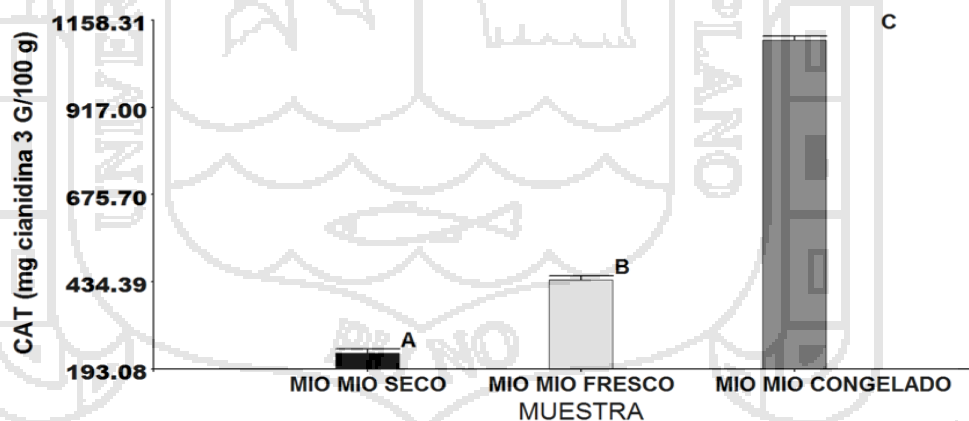 CAT (mg cianidina 3 G/100 g)
1158.31
917.00
675.70
434.39
193.08
A
B
C
MIO MIO SECO
MIO MIO FRESCO
MIO MIO CONGELADO
MUESTRA